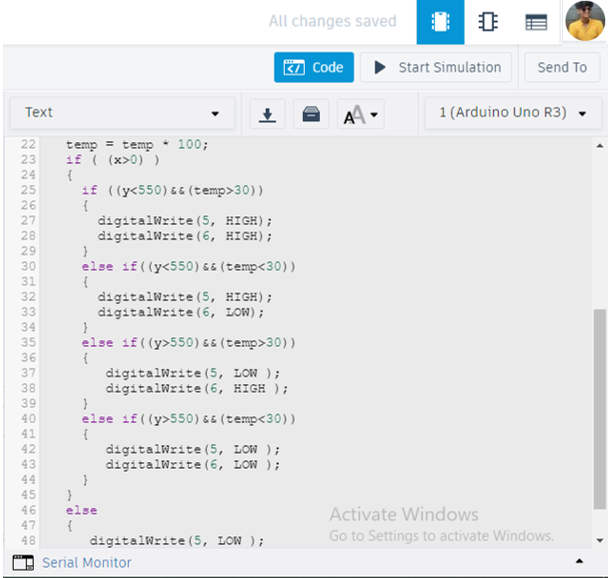 All changes saved
Code
Start Simulation
Send To
Text
AA
1 (Arduino Uno R3)
22 temp = temp * 100;
23 if ( (x>0) )
24 {
25 if ((y<550)&&(temp>30))
26 {
27 digitalWrite(5, HIGH);
28 digitalWrite(6, HIGH);
29 }
30 else if((y<550)&&(temp<30))
31 {
32 digitalWrite(5, HIGH);
33 digitalWrite(6, LOW);
34 }
35 else if((y>550)&&(temp>30))
36 {
37 digitalWrite(5, LOW );
38 digitalWrite(6, HIGH );
39 }
40 else if((y>550)&&(temp<30))
41 {
42 digitalWrite(5, LOW );
43 digitalWrite(6, LOW );
44 }
45 }
46 else
47 {
48 digitalWrite(5, LOW );
Activate Windows
Go to Settings to activate Windows.
Serial Monitor